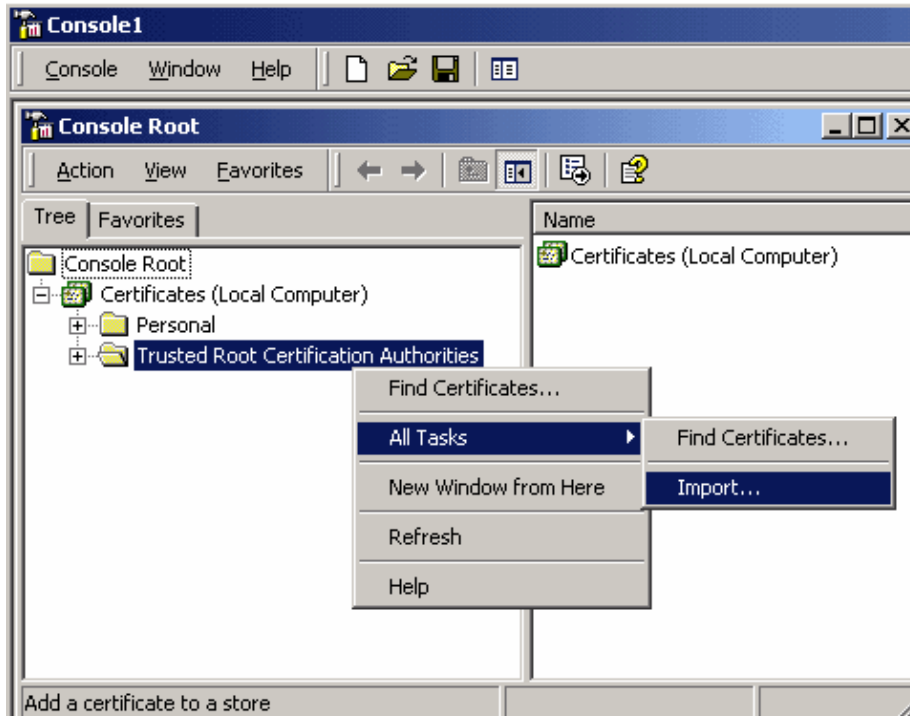 Console1
Console Window Help
Console Root
Action View Favorites
Tree Favorites
Name
Console Root
Certificates (Local Computer)
Certificates (Local Computer)
Personal
Trusted Root Certification Authorities
Find Certificates...
All Tasks
Find Certificates...
New Window from Here
Import...
Refresh
Help
Add a certificate to a store